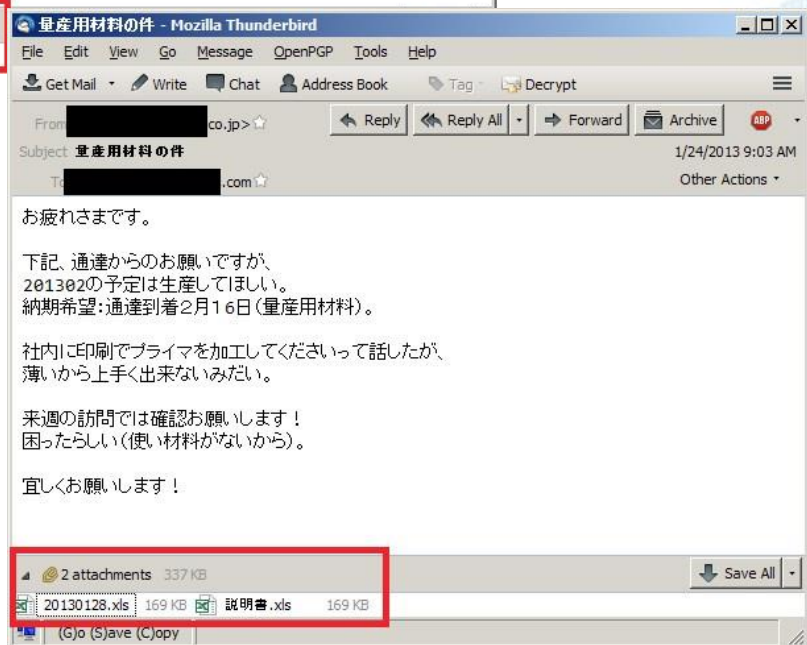 量産用材料の件 - Mozilla Thunderbird
File Edit View Go Message OpenPGP Tools Help
Get Mail Write Chat Address Book Tag Decrypt
From co.jp> Reply Reply All Forward Archive ABP
Subject 量産用材料の件 1/24/2013 9:03 AM
To .com Other Actions
お疲れさまです。
下記、通達からのお願いですが、
201302の予定は生産してほしい。
納期希望:通達到着2月16日(量産用材料)。
社内に印刷でプライマを加工してくださいって話したが、
薄いから上手く出来ないみだい。
来週の訪問では確認お願いします!
困ったらしい(使い材料がないから)。
宜しくお願いします!
2 attachments 337 KB Save All
20130128.xls 169 KB 説明書.xls 169 KB
(G)o (S)ave (C)opy